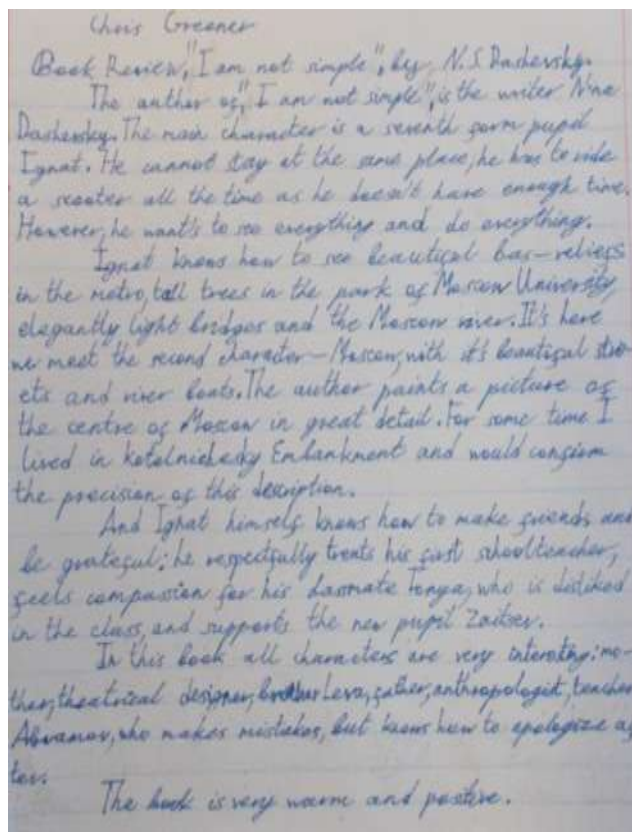 Chris Greener
Book Review, "I am not simple", by N.S. Dashevsky.
The author of "I am not simple", is the writer Nina
Dashevsky. The main character is a seventh form pupil
Ignat. He cannot stay at the same place, he has to ride
a scooter all the time as he doesn't have enough time.
However, he want's to see everything and do everything.
Ignat knows how to see beautiful bas-reliefs
in the metro, tall trees in the park of Moscow University,
elegantly light bridges and the Moscow river. It's here
we meet the second character - Moscow, with it's beautiful stre-
ets and river boats. The author paints a picture of
the centre of Moscow in great detail. For some time I
lived in Kotelnichesky Embankment and would confirm
the precision of this description.
And Ignat himself knows how to make friends and
be grateful; he respectfully treats his first schoolteacher,
feels compassion for his classmate Tonya, who is disliked
in the class, and supports the new pupil Zaitsev.
In this book all characters are very interesting: mo-
ther, theatrical designer, brother Leva, father, anthropologist, teacher
Abramov, who makes mistakes, but knows how to apologize af
ter.
The book is very warm and positive.